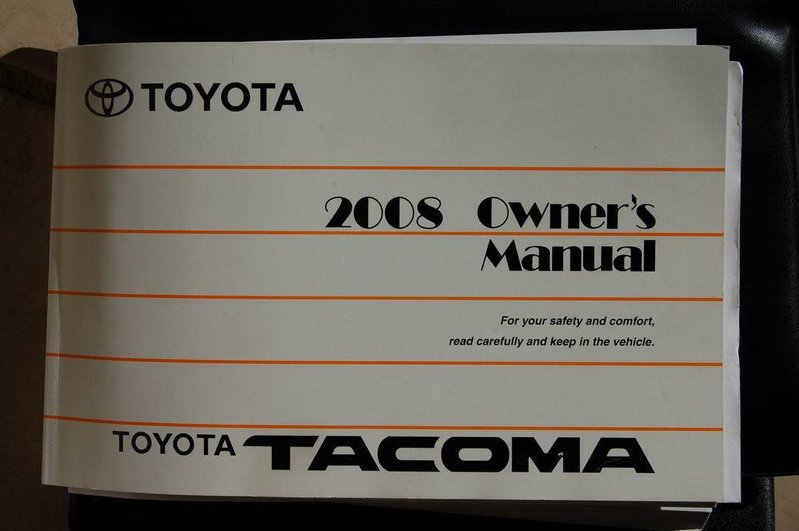 TOYOTA
2008 Owner's
Manual
For your safety and comfort,
read carefully and keep in the vehicle.
TOYOTA TACOMA